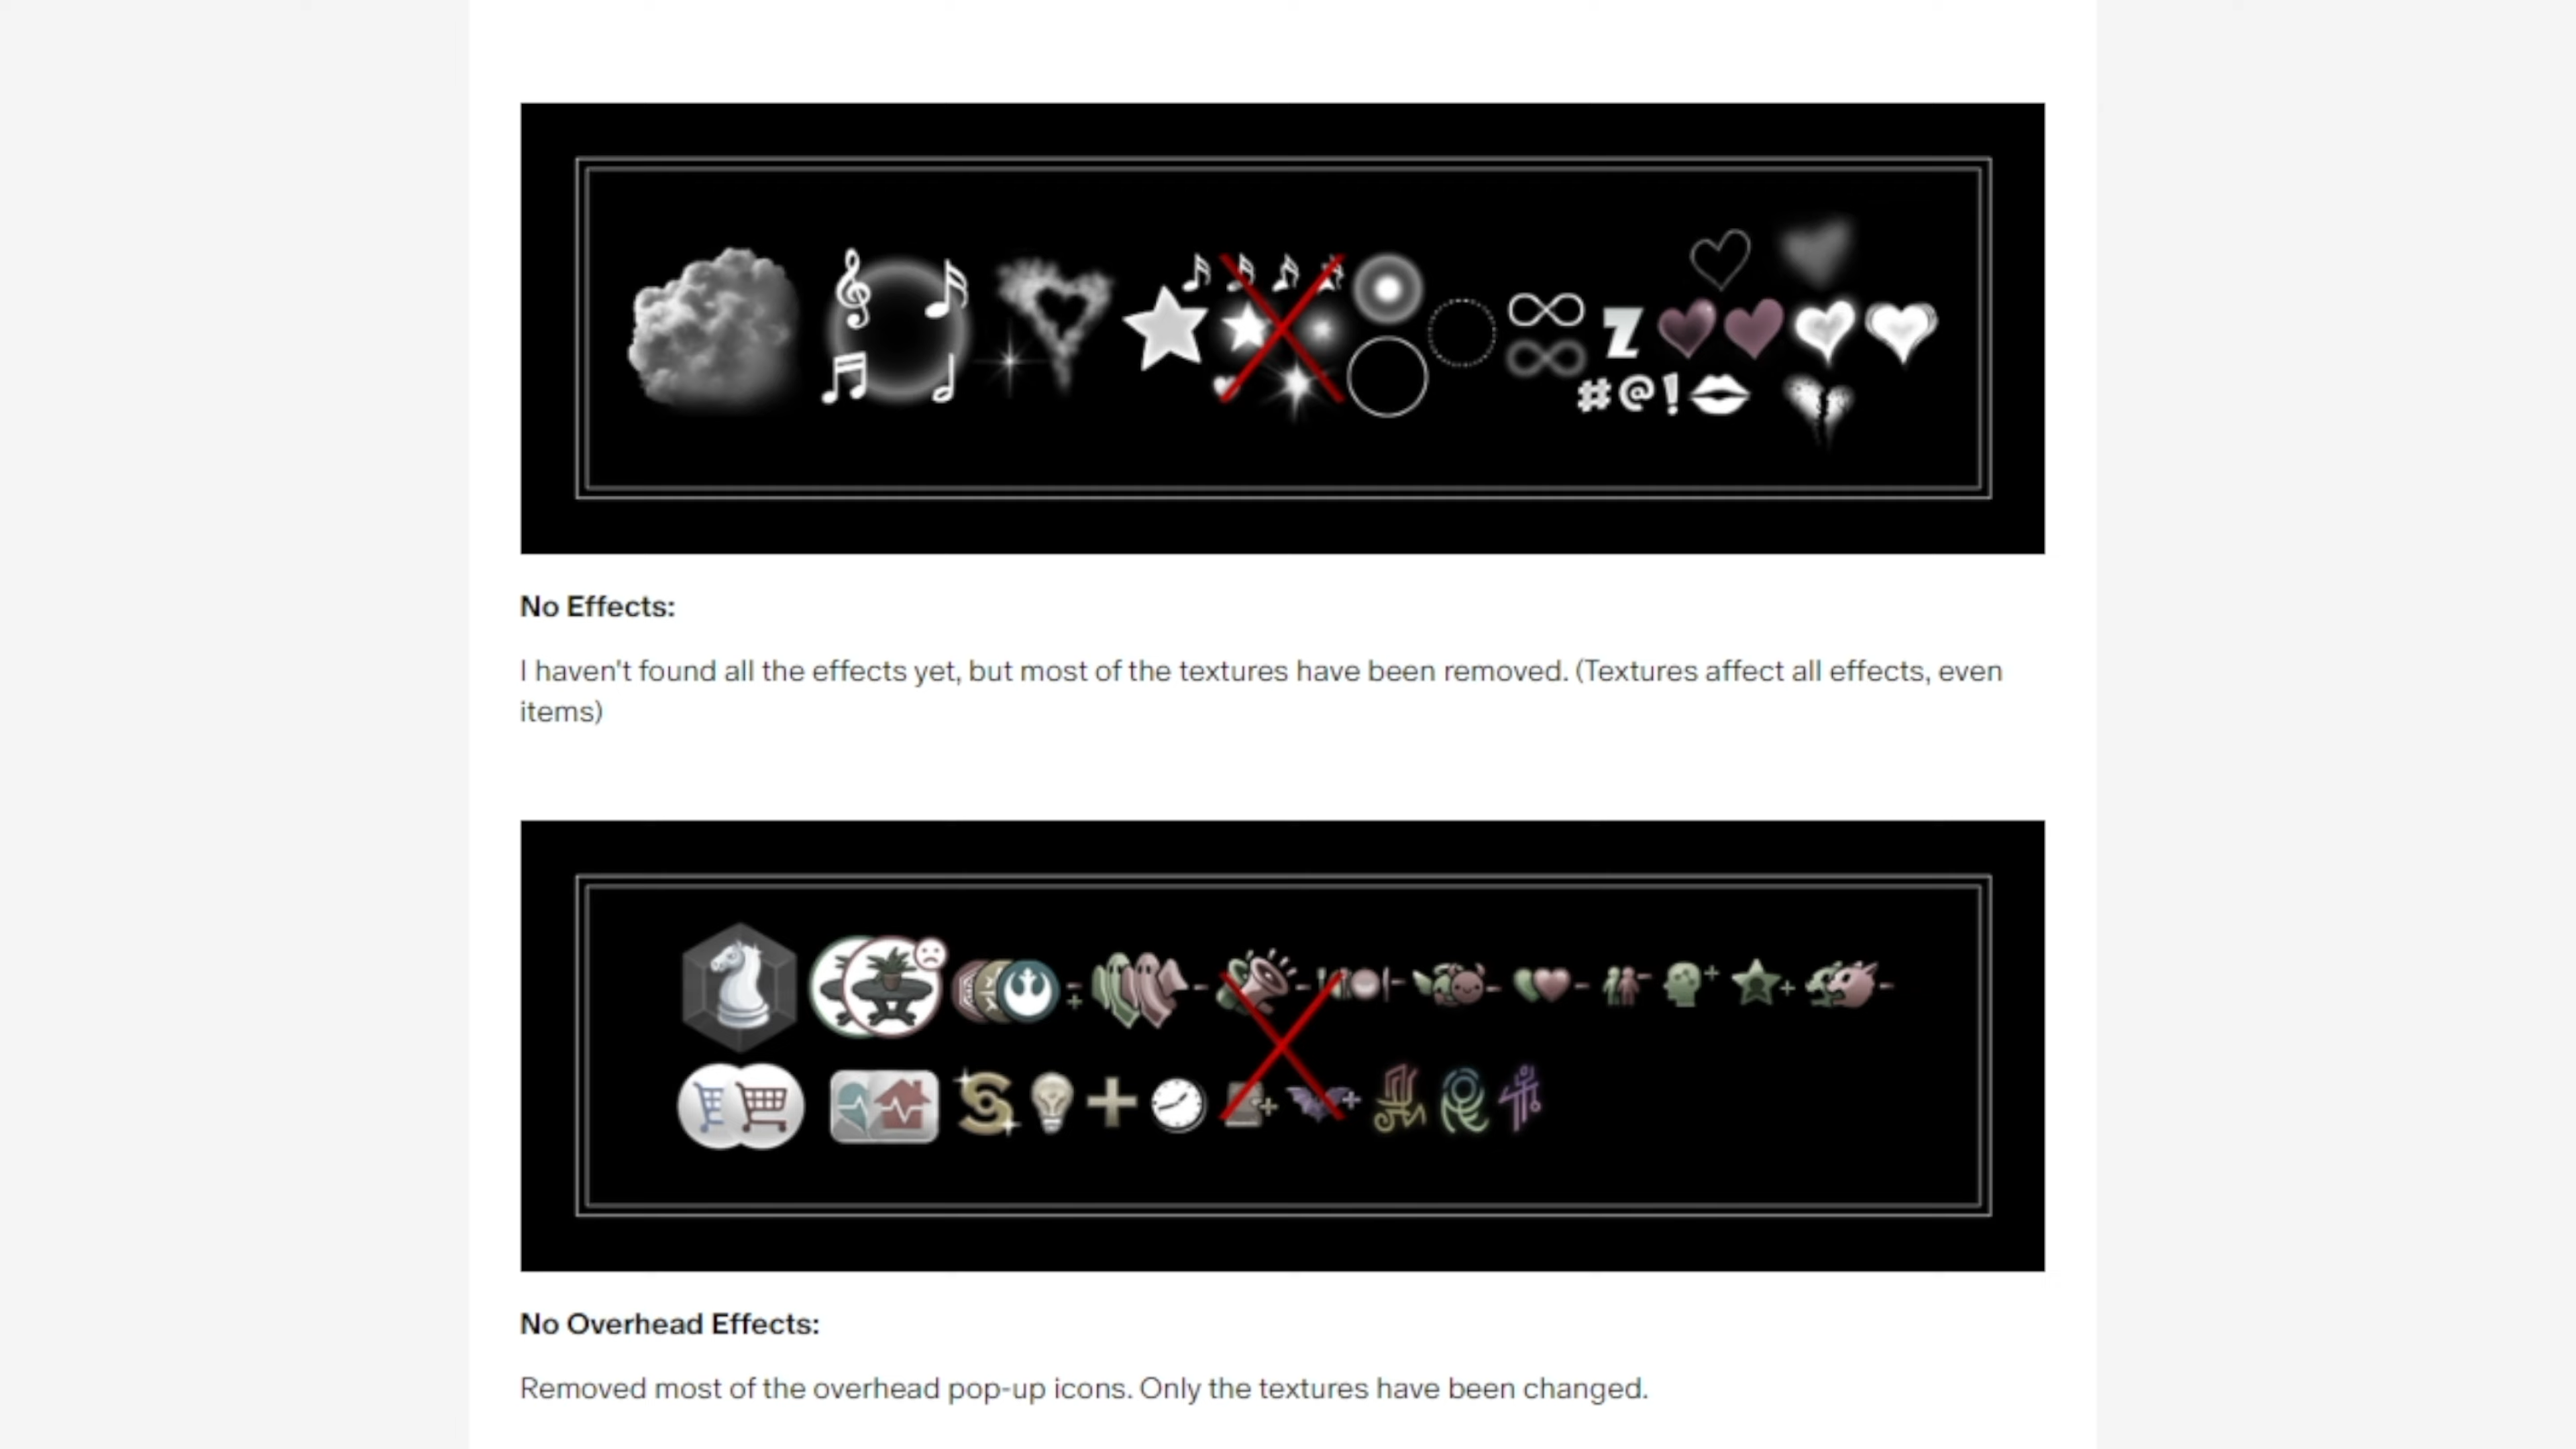 Z
#@!
No Effects:
I haven't found all the effects yet, but most of the textures have been removed. (Textures affect all effects, even
items)
No Overhead Effects:
Removed most of the overhead pop-up icons. Only the textures have been changed.